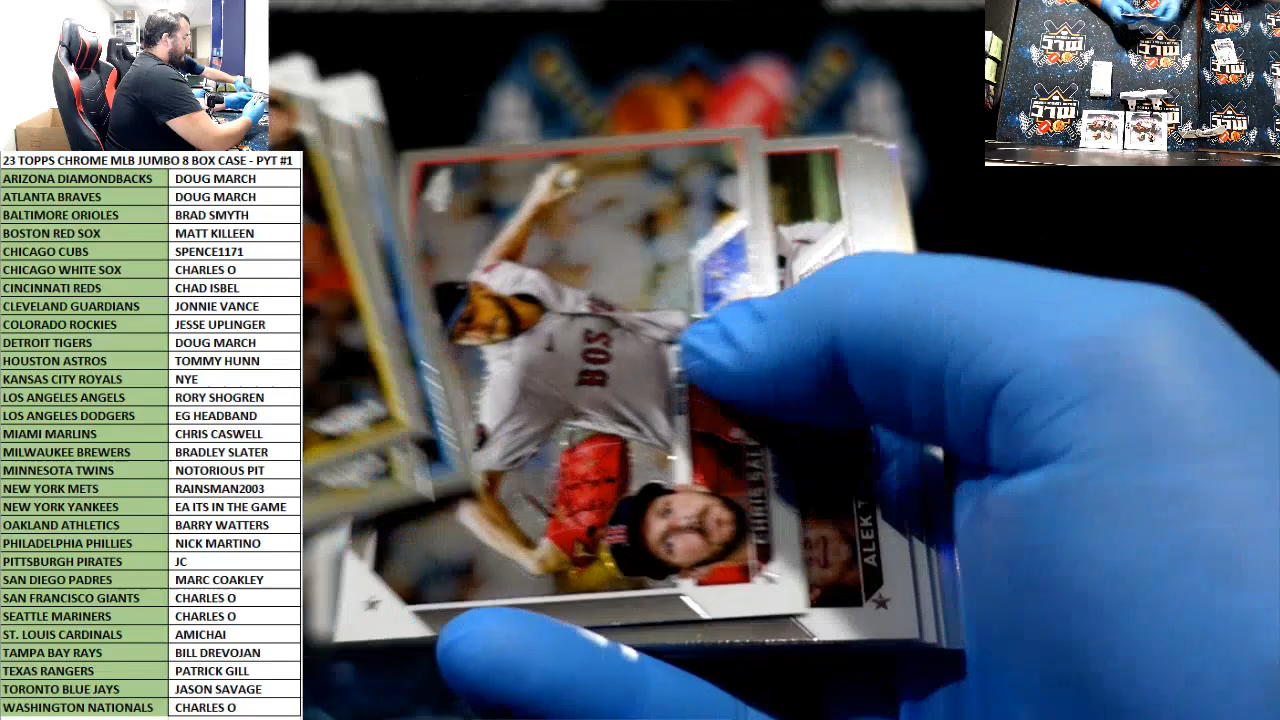 23 TOPPS CHROME MLB JUMBO 8 BOX CASE - PYT #1
ARIZONA DIAMONDBACKS DOUG MARCH
ATLANTA BRAVES DOUG MARCH
BALTIMORE ORIOLES BRAD SMYTH
BOSTON RED SOX MATT KILLEEN
CHICAGO CUBS SPENCE1171
CHICAGO WHITE SOX CHARLES O
CINCINNATI REDS CHAD ISBEL
CLEVELAND GUARDIANS JONNIE VANCE
COLORADO ROCKIES JESSE UPLINGER
DETROIT TIGERS DOUG MARCH
HOUSTON ASTROS TOMMY HUNN
KANSAS CITY ROYALS NYE
LOS ANGELES ANGELS RORY SHOGREN
LOS ANGELES DODGERS EG HEADBAND
MIAMI MARLINS CHRIS CASWELL
MILWAUKEE BREWERS BRADLEY SLATER
MINNESOTA TWINS NOTORIOUS PIT
NEW YORK METS RAINSMAN2003
NEW YORK YANKEES EA ITS IN THE GAME
OAKLAND ATHLETICS BARRY WATTERS
PHILADELPHIA PHILLIES NICK MARTINO
PITTSBURGH PIRATES JC
SAN DIEGO PADRES MARC COAKLEY
SAN FRANCISCO GIANTS CHARLES O
SEATTLE MARINERS CHARLES O
ST. LOUIS CARDINALS AMICHAI
TAMPA BAY RAYS BILL DREVOJAN
TEXAS RANGERS PATRICK GILL
TORONTO BLUE JAYS JASON SAVAGE
WASHINGTON NATIONALS CHARLES O
BOS
CHRIS SAL
ALEK T